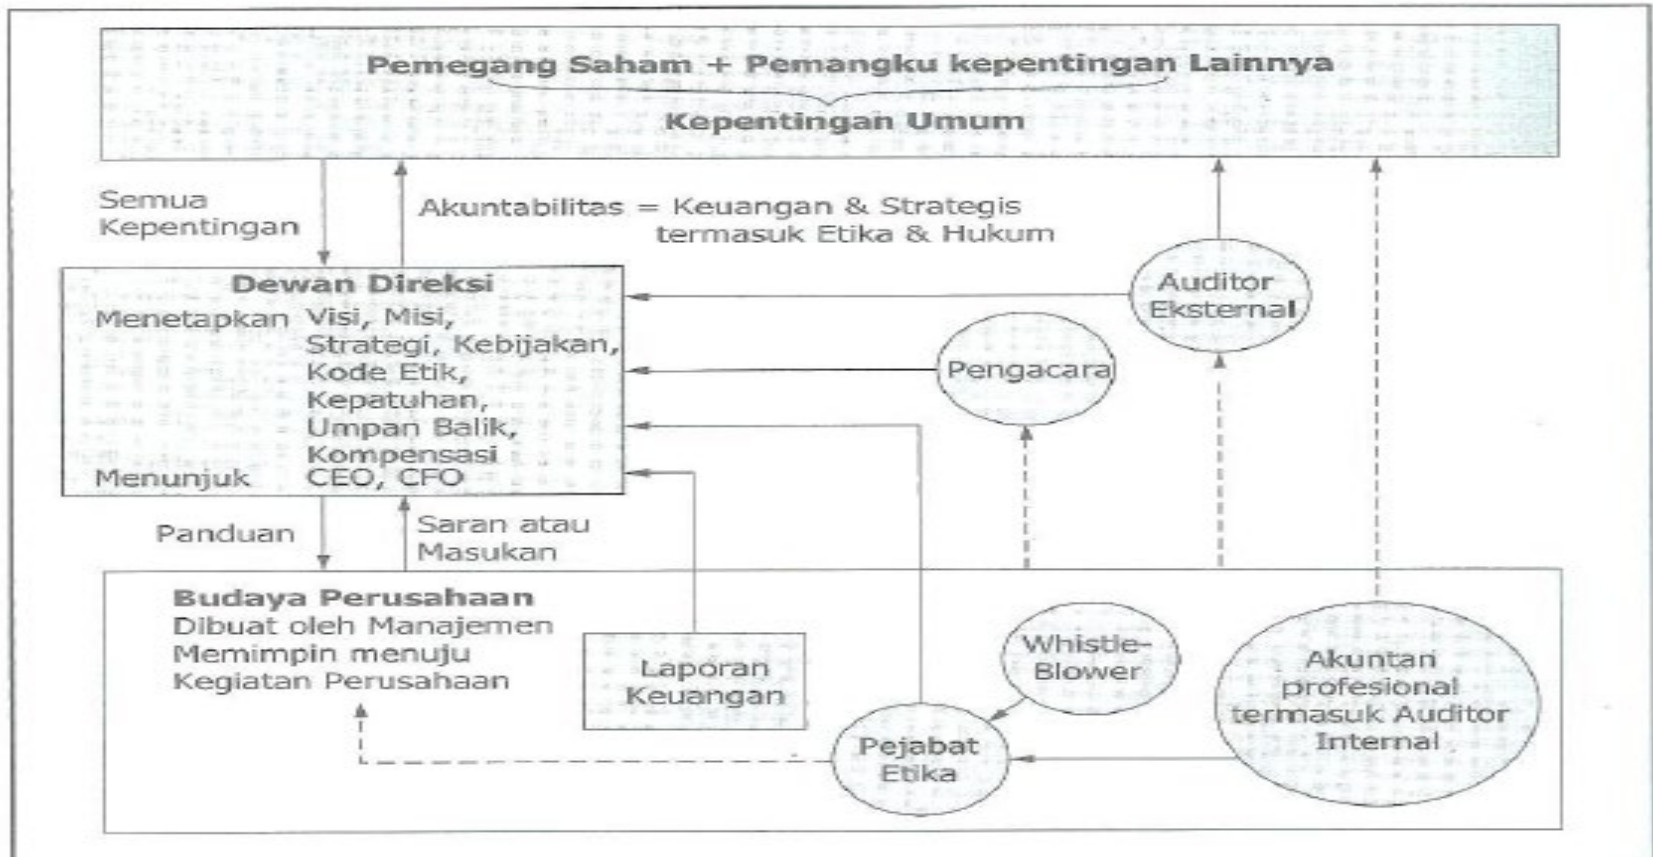 Pemegang Saham + Pemangku kepentingan Lainnya
Kepentingan Umum
Semua
Kepentingan
Akuntabilitas = Keuangan & Strategis
termasuk Etika & Hukum
Auditor
Eksternal
Dewan Direksi
Menetapkan Visi, Misi,
Strategi, Kebijakan,
Kode Etik,
Kepatuhan,
Umpan Balik,
Kompensasi
Menunjuk CEO, CFO
Pengacara
Panduan
Saran atau
Masukan
Budaya Perusahaan
Dibuat oleh Manajemen
Memimpin menuju
Kegiatan Perusahaan
Laporan
Keuangan
Whistle-
Blower
Pejabat
Etika
Akuntan
profesional
termasuk Auditor
Internal